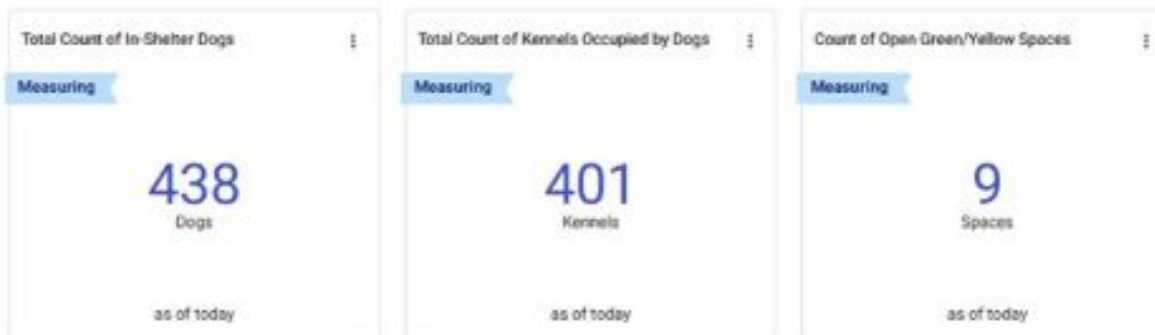 Total Count of In-Shelter Dogs
Measuring
438
Dogs
as of today
Total Count of Kennels Occupied by Dogs
Measuring
401
Kennels
as of today
Count of Open Green/Yellow Spaces
Measuring
9
Spaces
as of today